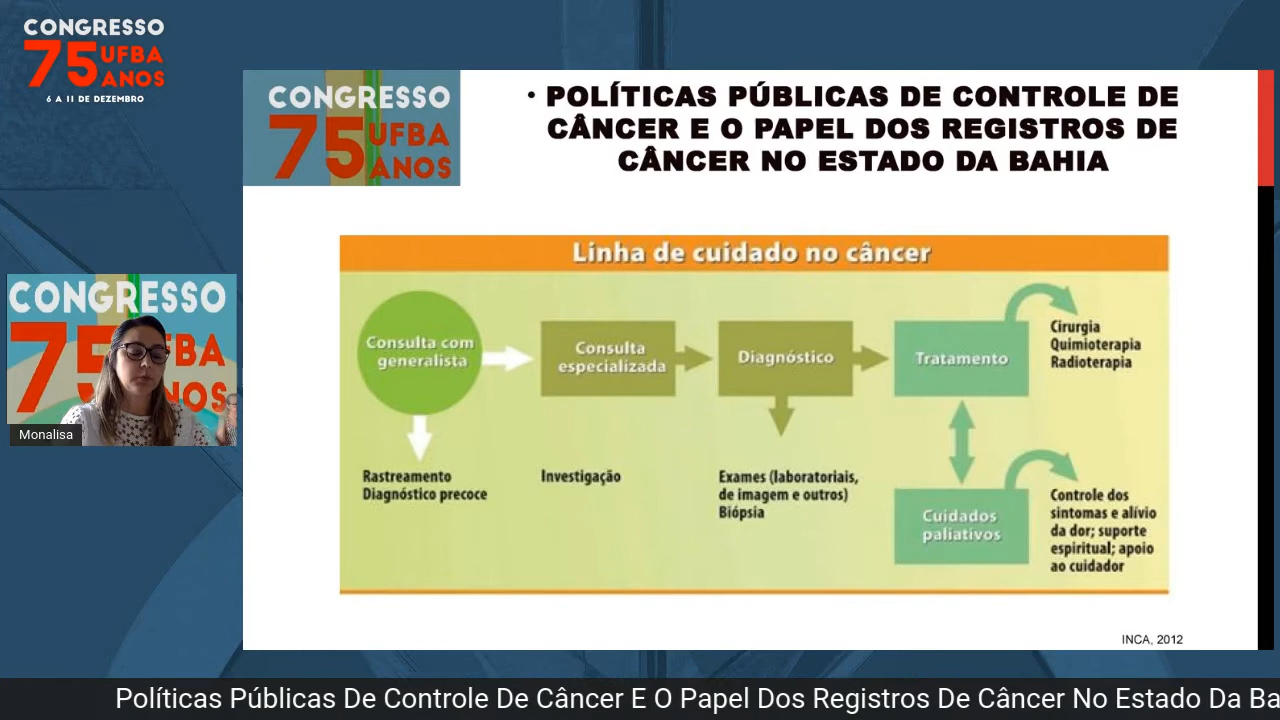 CONGRESSO
75 UFBA
ANOS
6 A 11 DE DEZEMBRO
CONGRESSO
75 UFBA
ANOS
• POLÍTICAS PÚBLICAS DE CONTROLE DE
CÂNCER E O PAPEL DOS REGISTROS DE
CÂNCER NO ESTADO DA BAHIA
Linha de cuidado no câncer
Consulta com
generalista
Consulta
especializada
Diagnóstico
Tratamento
Cirurgia
Quimioterapia
Radioterapia
Rastreamento
Diagnóstico precoce
Investigação
Exames (laboratoriais,
de imagem e outros)
Biópsia
Cuidados
paliativos
Controle dos
sintomas e alívio
da dor; suporte
espiritual; apoio
ao cuidador
INCA, 2012
CONGRESSO
75 FBA
NOS
Monalisa
Políticas Públicas De Controle De Câncer E O Papel Dos Registros De Câncer No Estado Da Ba